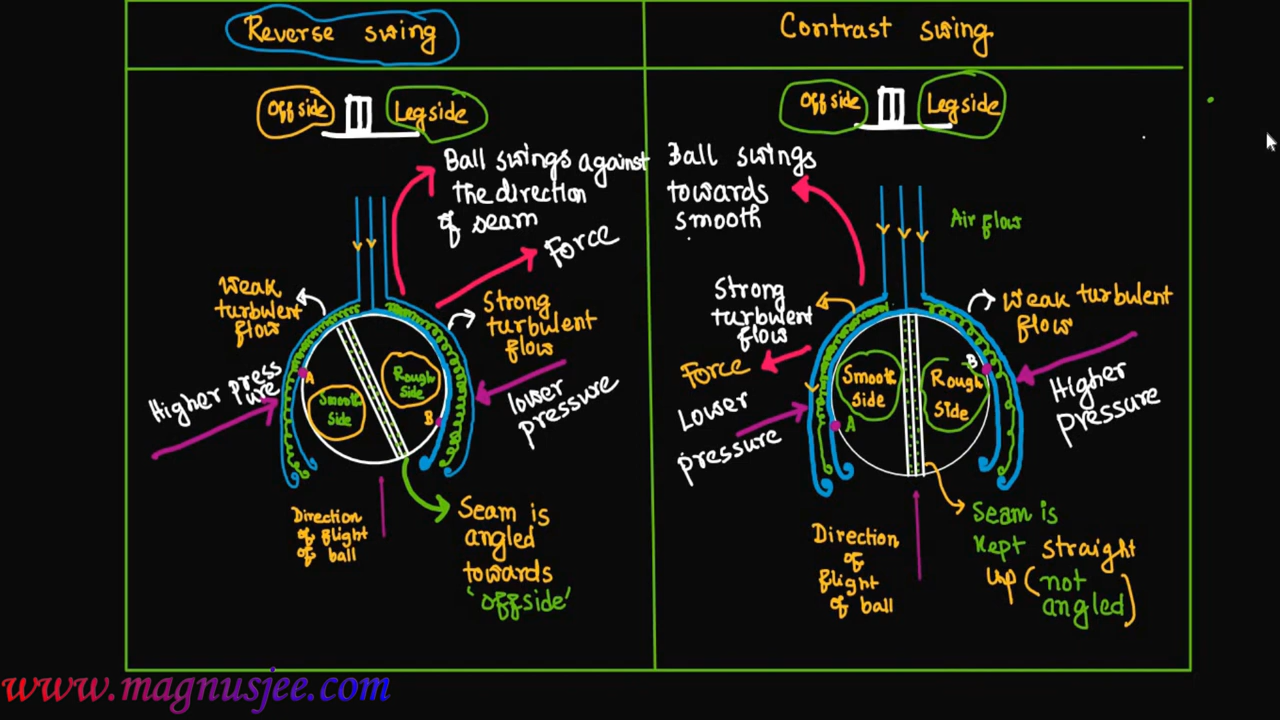 Reverse swing
Contrast swing
Offside
Legside
Ball swings against
the direction
of seam
Force
Weak
turbulent
flow
Strong
turbulent
flow
Higher press
ure
A
Smooth
Side
Rough
Side
B
lower
pressure
Direction
of flight
of ball
Seam is
angled
towards
'offside'
Offside
Legside
Ball swings
towards
smooth
Air flow
Strong
turbulent
flow
Weak turbulent
flow
Force
Lower
pressure
A
Smooth
Side
Rough
Side
B
Higher
pressure
Direction
of
flight
of ball
Seam is
kept straight
up (not
angled)
www.magnusjee.com